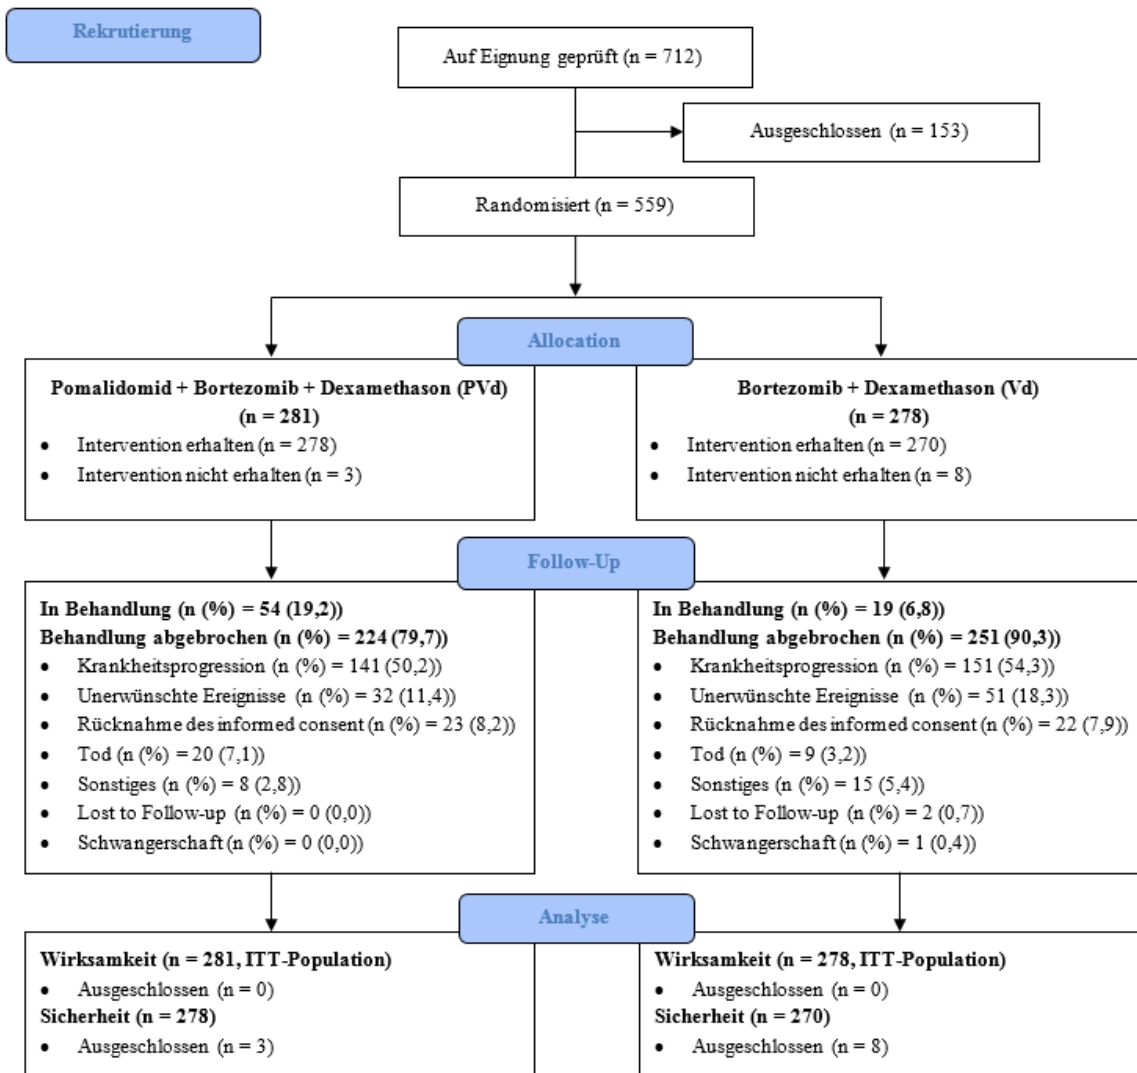 Rekrutierung
Auf Eignung geprüft (n = 712)
Ausgeschlossen (n = 153)
Randomisiert (n = 559)
Allocation
Pomalidomid + Bortezomib + Dexamethason (PVd)
(n = 281)
• Intervention erhalten (n = 278)
• Intervention nicht erhalten (n = 3)
Bortezomib + Dexamethason (Vd)
(n = 278)
• Intervention erhalten (n = 270)
• Intervention nicht erhalten (n = 8)
Follow-Up
In Behandlung (n (%) = 54 (19,2))
Behandlung abgebrochen (n (%) = 224 (79,7))
• Krankheitsprogression (n (%) = 141 (50,2))
• Unerwünschte Ereignisse (n (%) = 32 (11,4))
• Rücknahme des informed consent (n (%) = 23 (8,2))
• Tod (n (%) = 20 (7,1))
• Sonstiges (n (%) = 8 (2,8))
• Lost to Follow-up (n (%) = 0 (0,0))
• Schwangerschaft (n (%) = 0 (0,0))
In Behandlung (n (%) = 19 (6,8))
Behandlung abgebrochen (n (%) = 251 (90,3))
• Krankheitsprogression (n (%) = 151 (54,3))
• Unerwünschte Ereignisse (n (%) = 51 (18,3))
• Rücknahme des informed consent (n (%) = 22 (7,9))
• Tod (n (%) = 9 (3,2))
• Sonstiges (n (%) = 15 (5,4))
• Lost to Follow-up (n (%) = 2 (0,7))
• Schwangerschaft (n (%) = 1 (0,4))
Analyse
Wirksamkeit (n = 281, ITT-Population)
• Ausgeschlossen (n = 0)
Sicherheit (n = 278)
• Ausgeschlossen (n = 3)
Wirksamkeit (n = 278, ITT-Population)
• Ausgeschlossen (n = 0)
Sicherheit (n = 270)
• Ausgeschlossen (n = 8)